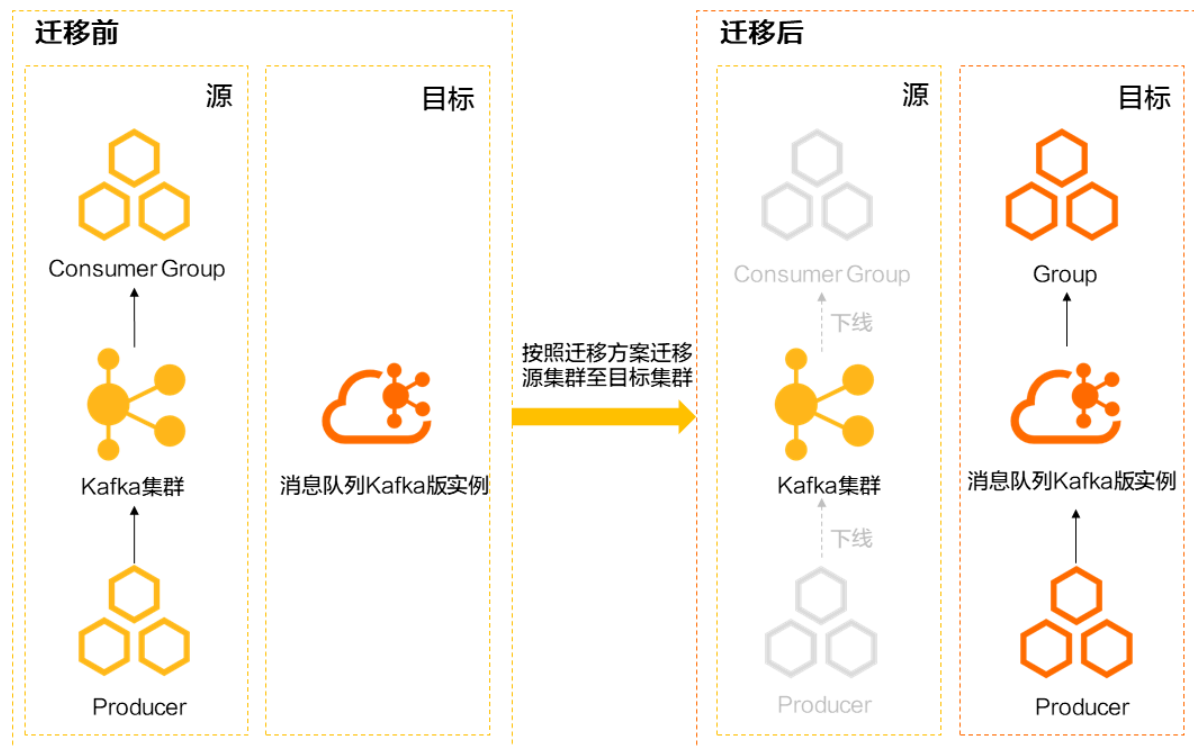 迁移前
源
目标
Consumer Group
Kafka集群
消息队列Kafka版实例
Producer
按照迁移方案迁移
源集群至目标集群
迁移后
源
目标
Consumer Group
Group
下线
Kafka集群
消息队列Kafka版实例
下线
Producer
Producer